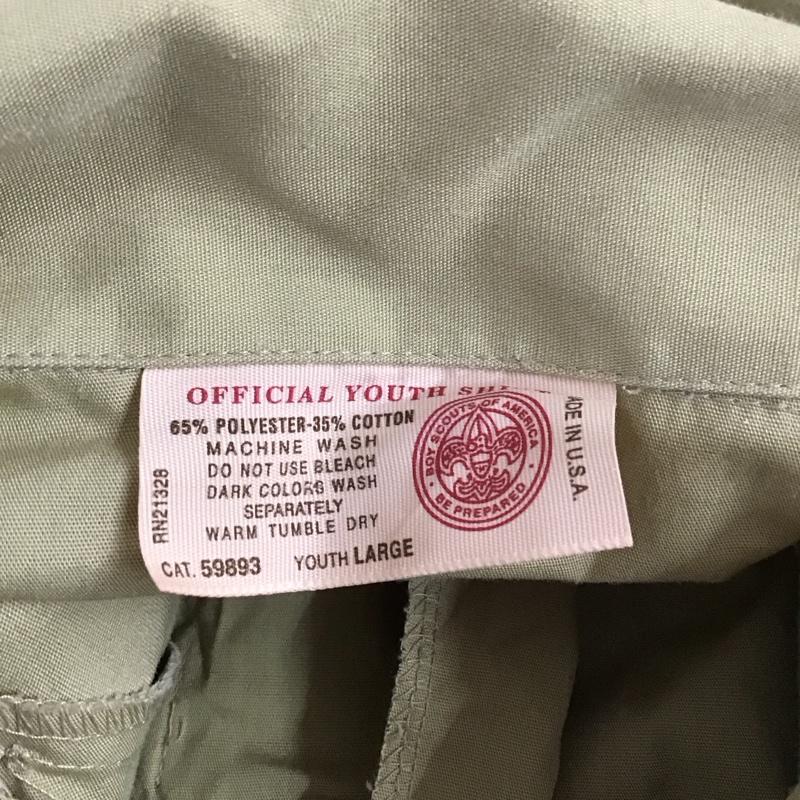 OFFICIAL YOUTH
65% POLYESTER-35% COTTON
MACHINE WASH
DO NOT USE BLEACH
DARK COLORS WASH
SEPARATELY
WARM TUMBLE DRY
CAT. 59893 YOUTH LARGE
RN21328
BOY SCOUTS OF AMERICA
BE PREPARED
ADE IN U.S.A.